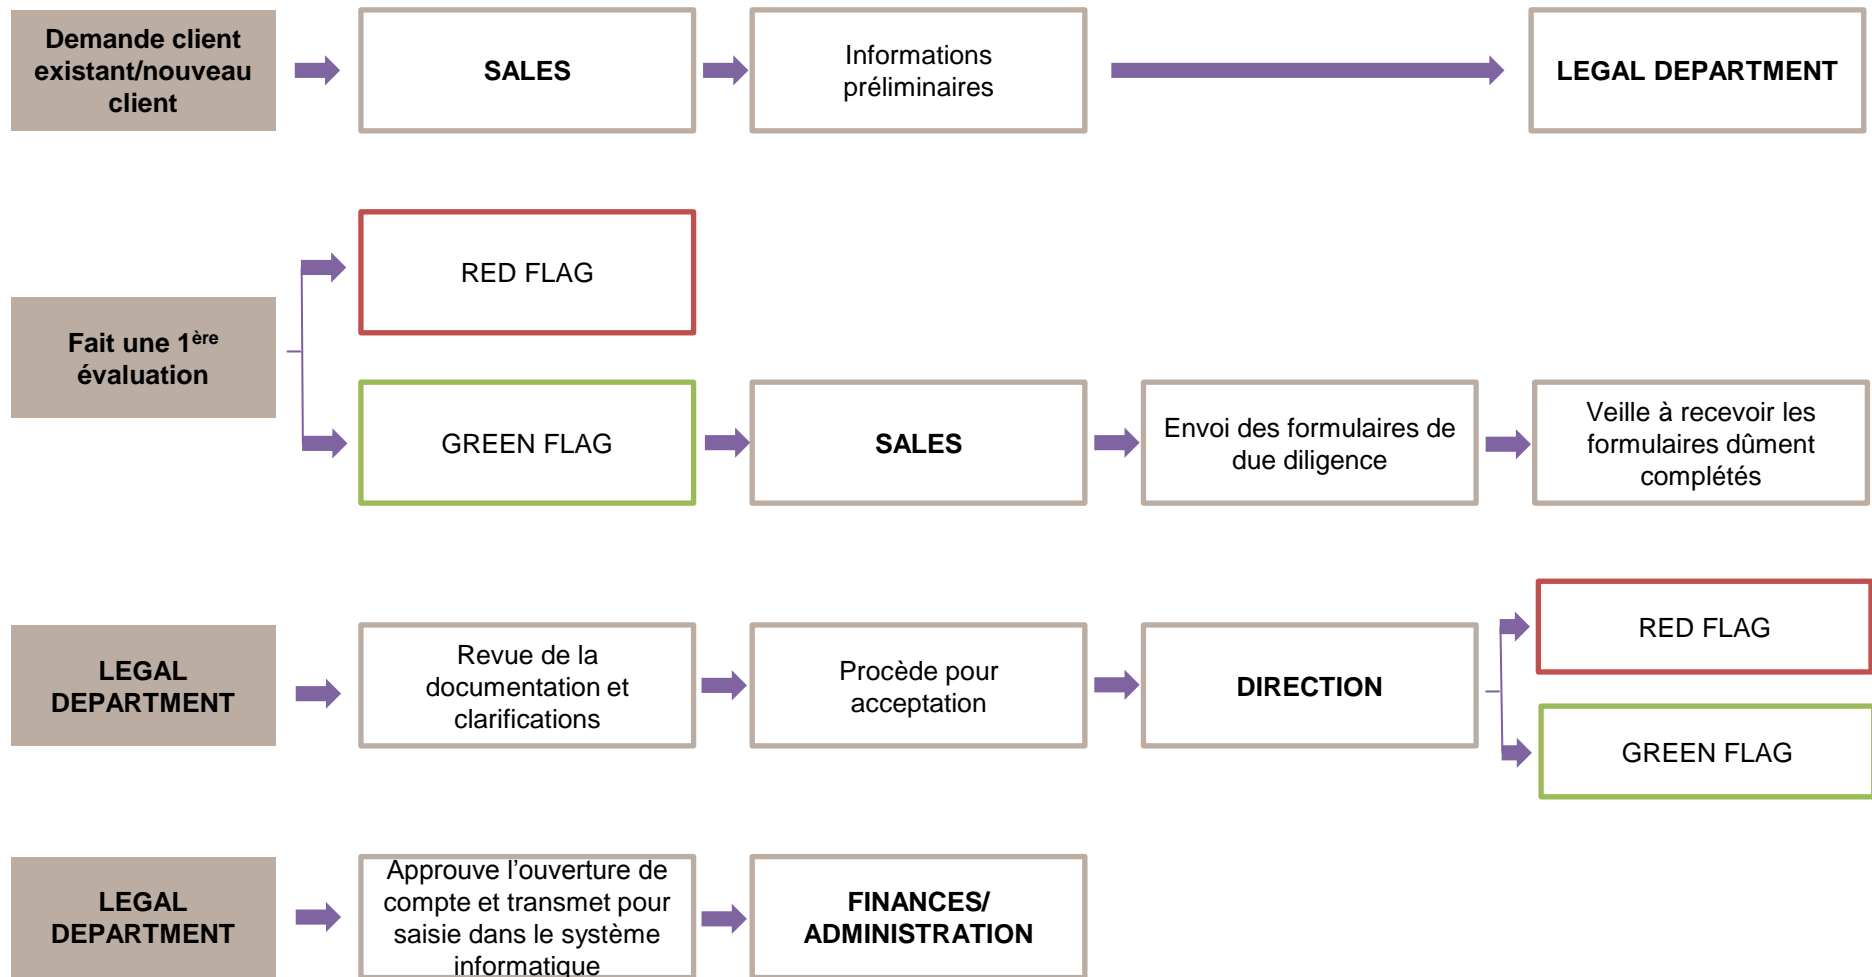 Demande client
existant/nouveau
client
SALES
Informations
préliminaires
LEGAL DEPARTMENT
Fait une 1ère
évaluation
RED FLAG
GREEN FLAG
SALES
Envoi des formulaires de
due diligence
Veille à recevoir les
formulaires dûment
complétés
LEGAL
DEPARTMENT
Revue de la
documentation et
clarifications
Procède pour
acceptation
DIRECTION
RED FLAG
GREEN FLAG
LEGAL
DEPARTMENT
Approuve l'ouverture de
compte et transmet pour
saisie dans le système
informatique
FINANCES/
ADMINISTRATION